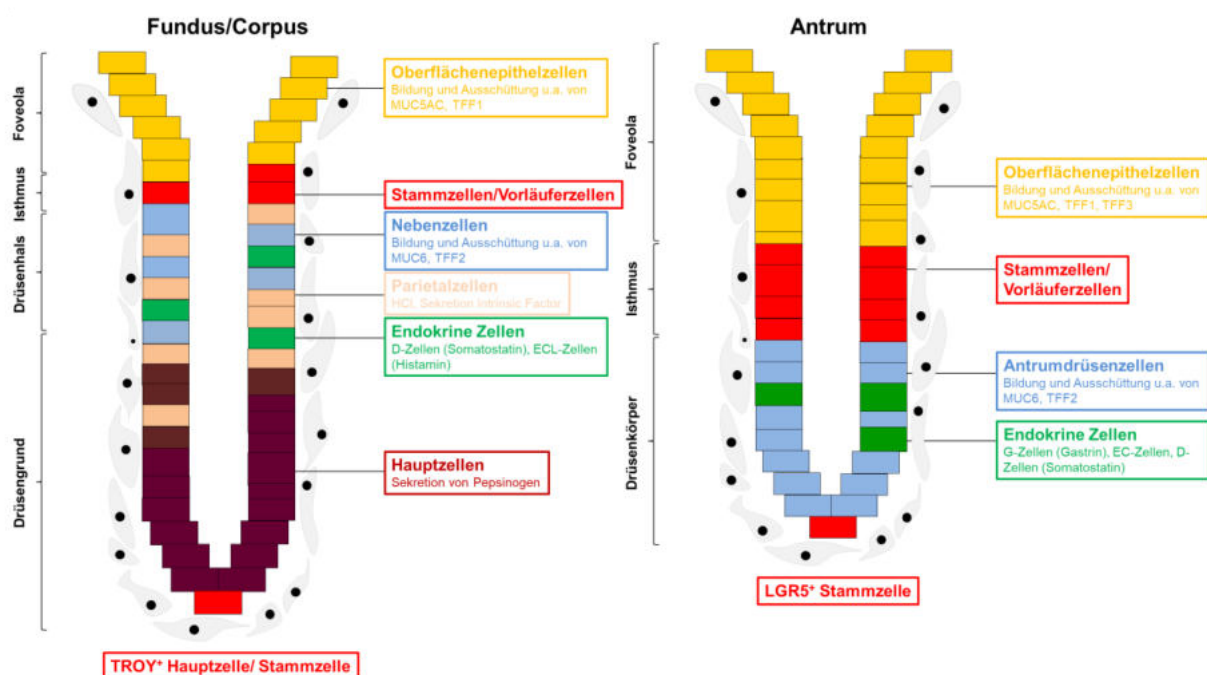 Fundus/Corpus
Foveola
Isthmus
Drüsenhals
Drüsengrund
Oberflächenepithelzellen
Bildung und Ausschüttung u.a. von
MUC5AC, TFF1
Stammzellen/Vorläuferzellen
Nebenzellen
Bildung und Ausschüttung u.a. von
MUC6, TFF2
Parietalzellen
HCl, Sekretion Intrinsic Factor
Endokrine Zellen
D-Zellen (Somatostatin), ECL-Zellen
(Histamin)
Hauptzellen
Sekretion von Pepsinogen
TROY⁺ Hauptzelle/ Stammzelle
Antrum
Foveola
Isthmus
Drüsenkörper
Oberflächenepithelzellen
Bildung und Ausschüttung u.a. von
MUC5AC, TFF1, TFF3
Stammzellen/
Vorläuferzellen
Antrumdrüsenzellen
Bildung und Ausschüttung u.a. von
MUC6, TFF2
Endokrine Zellen
G-Zellen (Gastrin), EC-Zellen, D-
Zellen (Somatostatin)
LGR5⁺ Stammzelle